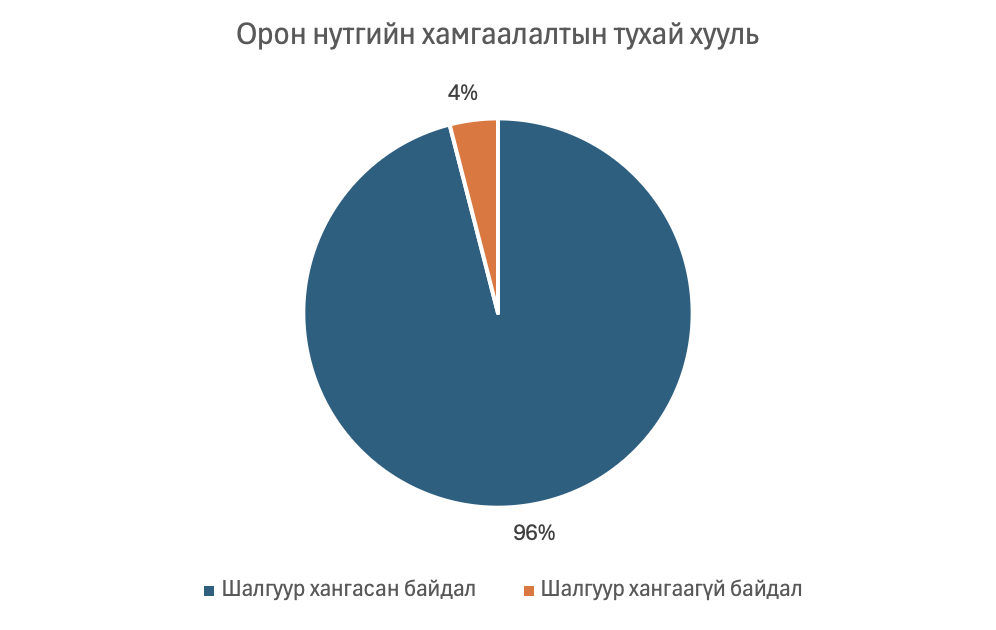 Орон нутгийн хамгаалалтын тухай хууль
4%
96%
Шалгуур хангасан байдал
Шалгуур хангаагүй байдал